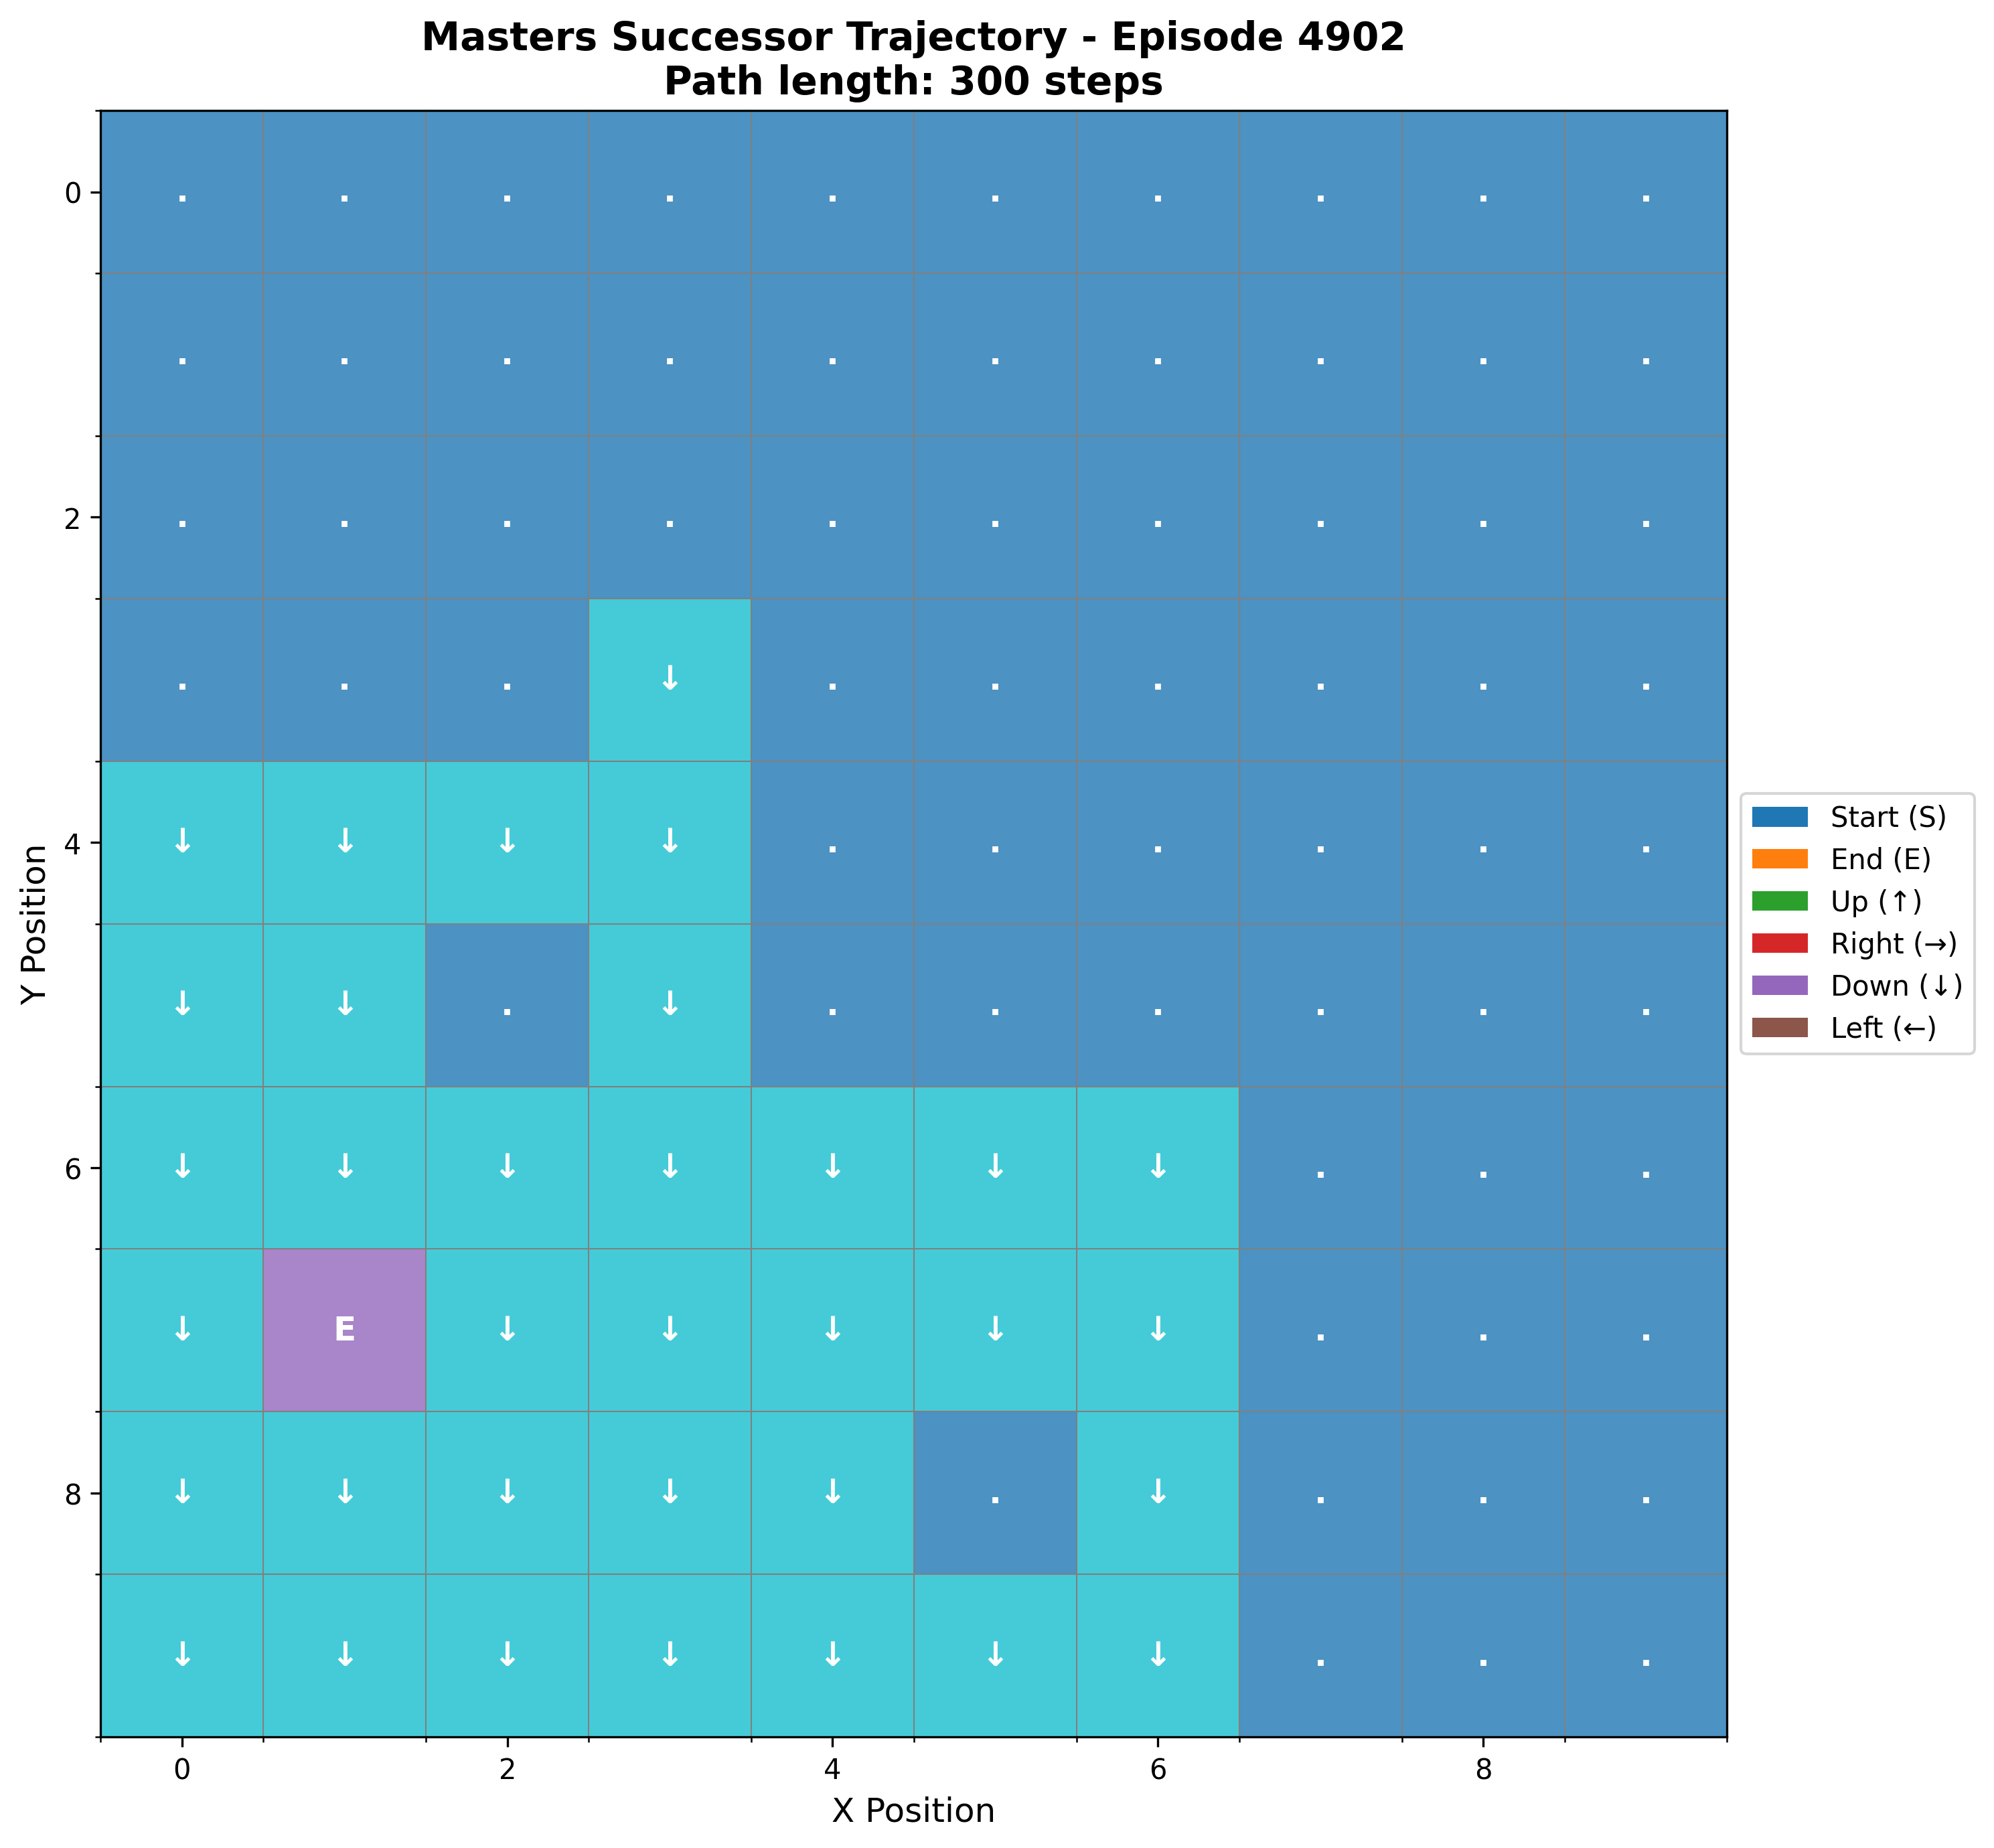 Masters Successor Trajectory - Episode 4902
Path length: 300 steps
0
. . . . . . . . . .
. . . . . . . . . .
2
. . . . . . . . . .
. . . ↓ . . . . . .
4
↓ ↓ ↓ ↓ . . . . . .
↓ ↓ . ↓ . . . . . .
6
↓ ↓ ↓ ↓ ↓ ↓ ↓ . . .
↓ E ↓ ↓ ↓ ↓ ↓ . . .
8
↓ ↓ ↓ ↓ ↓ . ↓ . . .
↓ ↓ ↓ ↓ ↓ ↓ ↓ . . .
0 2 4 6 8
X Position
Y Position
Start (S)
End (E)
Up (↑)
Right (→)
Down (↓)
Left (←)